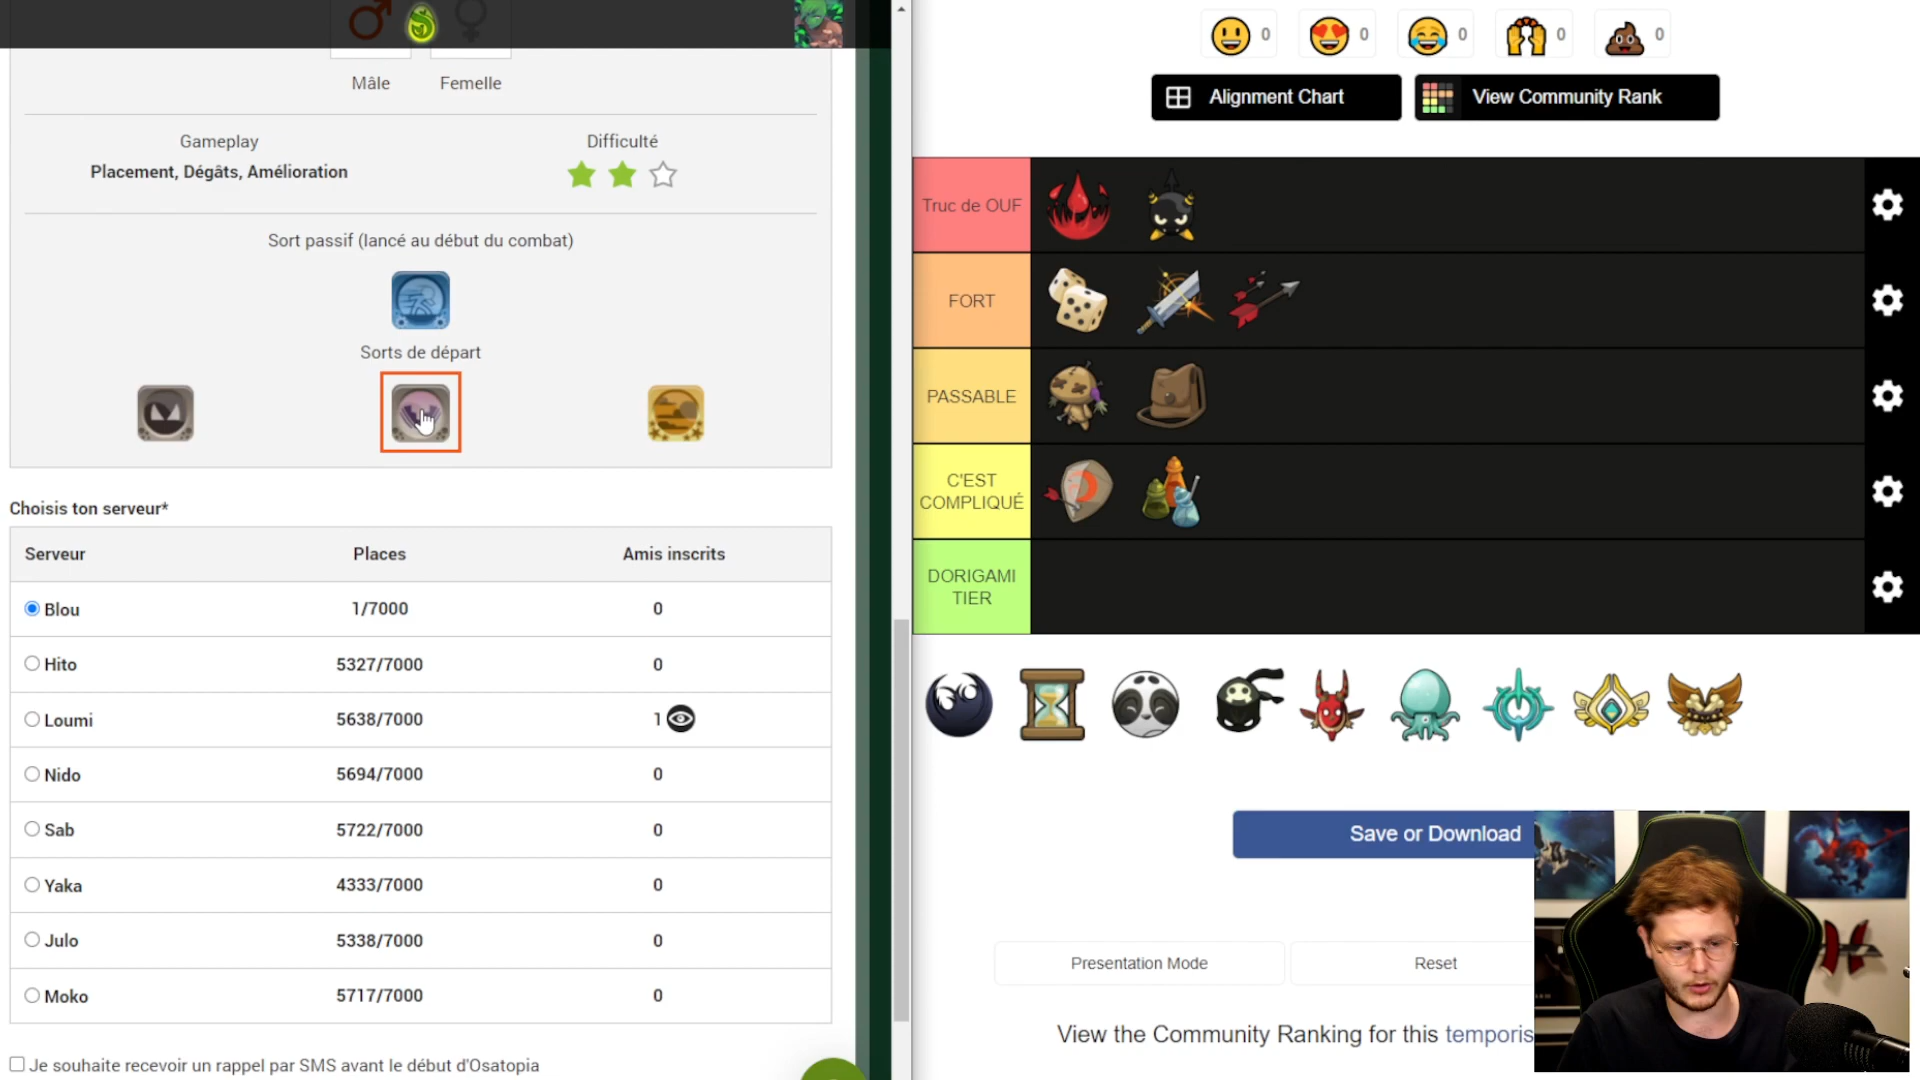 Mâle
Femelle
Gameplay
Placement, Dégâts, Amélioration
Difficulté
Sort passif (lancé au début du combat)
Sorts de départ
Choisis ton serveur*
Serveur Places Amis inscrits
Blou 1/7000 0
Hito 5327/7000 0
Loumi 5638/7000 1
Nido 5694/7000 0
Sab 5722/7000 0
Yaka 4333/7000 0
Julo 5338/7000 0
Moko 5717/7000 0
Je souhaite recevoir un rappel par SMS avant le début d'Osatopia
0
0
0
0
0
Alignment Chart
View Community Rank
Truc de OUF
FORT
PASSABLE
C'EST
COMPLIQUÉ
DORIGAMI
TIER
Save or Download
Presentation Mode
Reset
View the Community Ranking for this temporis